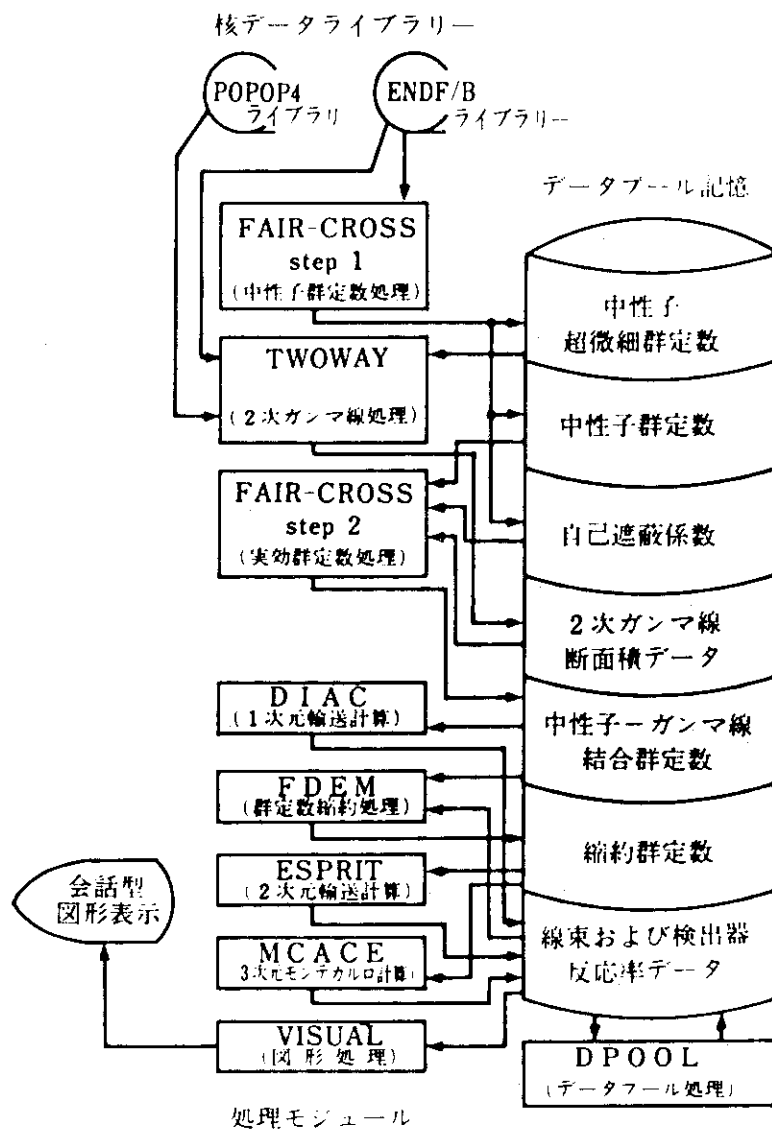 核データライブラリー
POPOP4
ライブラリ
ENDF/B
ライブラリー
データプール記憶
FAIR-CROSS
step 1
(中性子群定数処理)
中性子
超微細群定数
TWOWAY
(2次ガンマ線処理)
中性子群定数
FAIR-CROSS
step 2
(実効群定数処理)
自己遮蔽係数
2次ガンマ線
断面積データ
DIAC
(1次元輸送計算)
中性子-ガンマ線
結合群定数
FDEM
(群定数縮約処理)
縮約群定数
ESPRIT
(2次元輸送計算)
会話型
図形表示
線束および検出器
反応率データ
MCACE
3次元モンテカルロ計算)
VISUAL
(図形処理)
DPOOL
(データプール処理)
処理モジュール